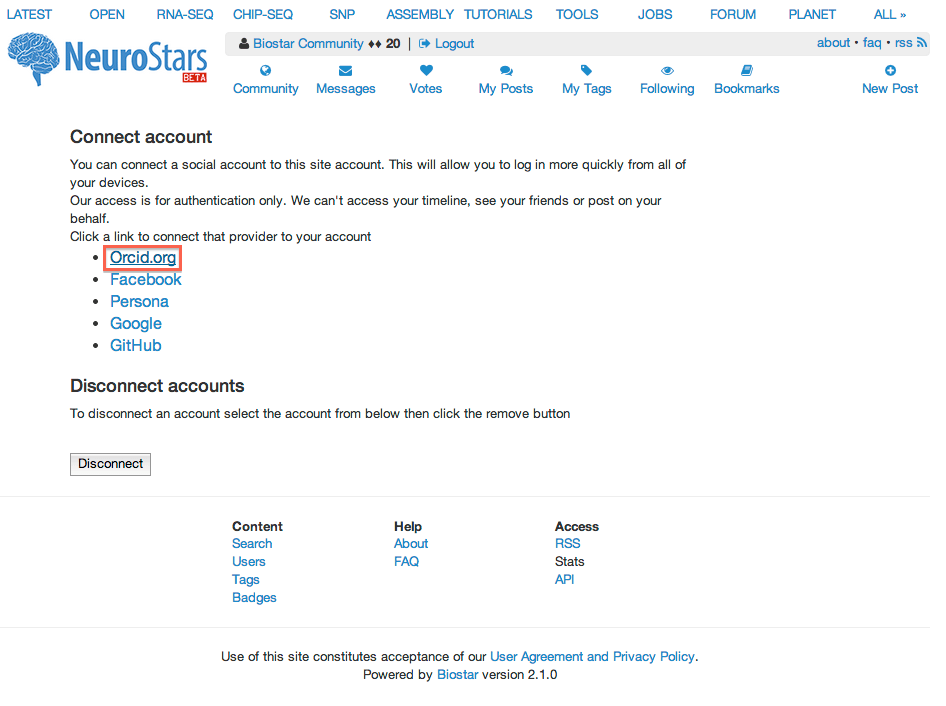 LATEST OPEN RNA-SEQ CHIP-SEQ SNP ASSEMBLY TUTORIALS TOOLS JOBS FORUM PLANET ALL »
NeuroStars
BETA
Biostar Community ♦♦ 20 | Logout
about • faq • rss
Community Messages Votes My Posts My Tags Following Bookmarks New Post
Connect account
You can connect a social account to this site account. This will allow you to log in more quickly from all of
your devices.
Our access is for authentication only. We can't access your timeline, see your friends or post on your
behalf.
Click a link to connect that provider to your account
• Orcid.org
• Facebook
• Persona
• Google
• GitHub
Disconnect accounts
To disconnect an account select the account from below then click the remove button
Disconnect
Content
Search
Users
Tags
Badges
Help
About
FAQ
Access
RSS
Stats
API
Use of this site constitutes acceptance of our User Agreement and Privacy Policy.
Powered by Biostar version 2.1.0